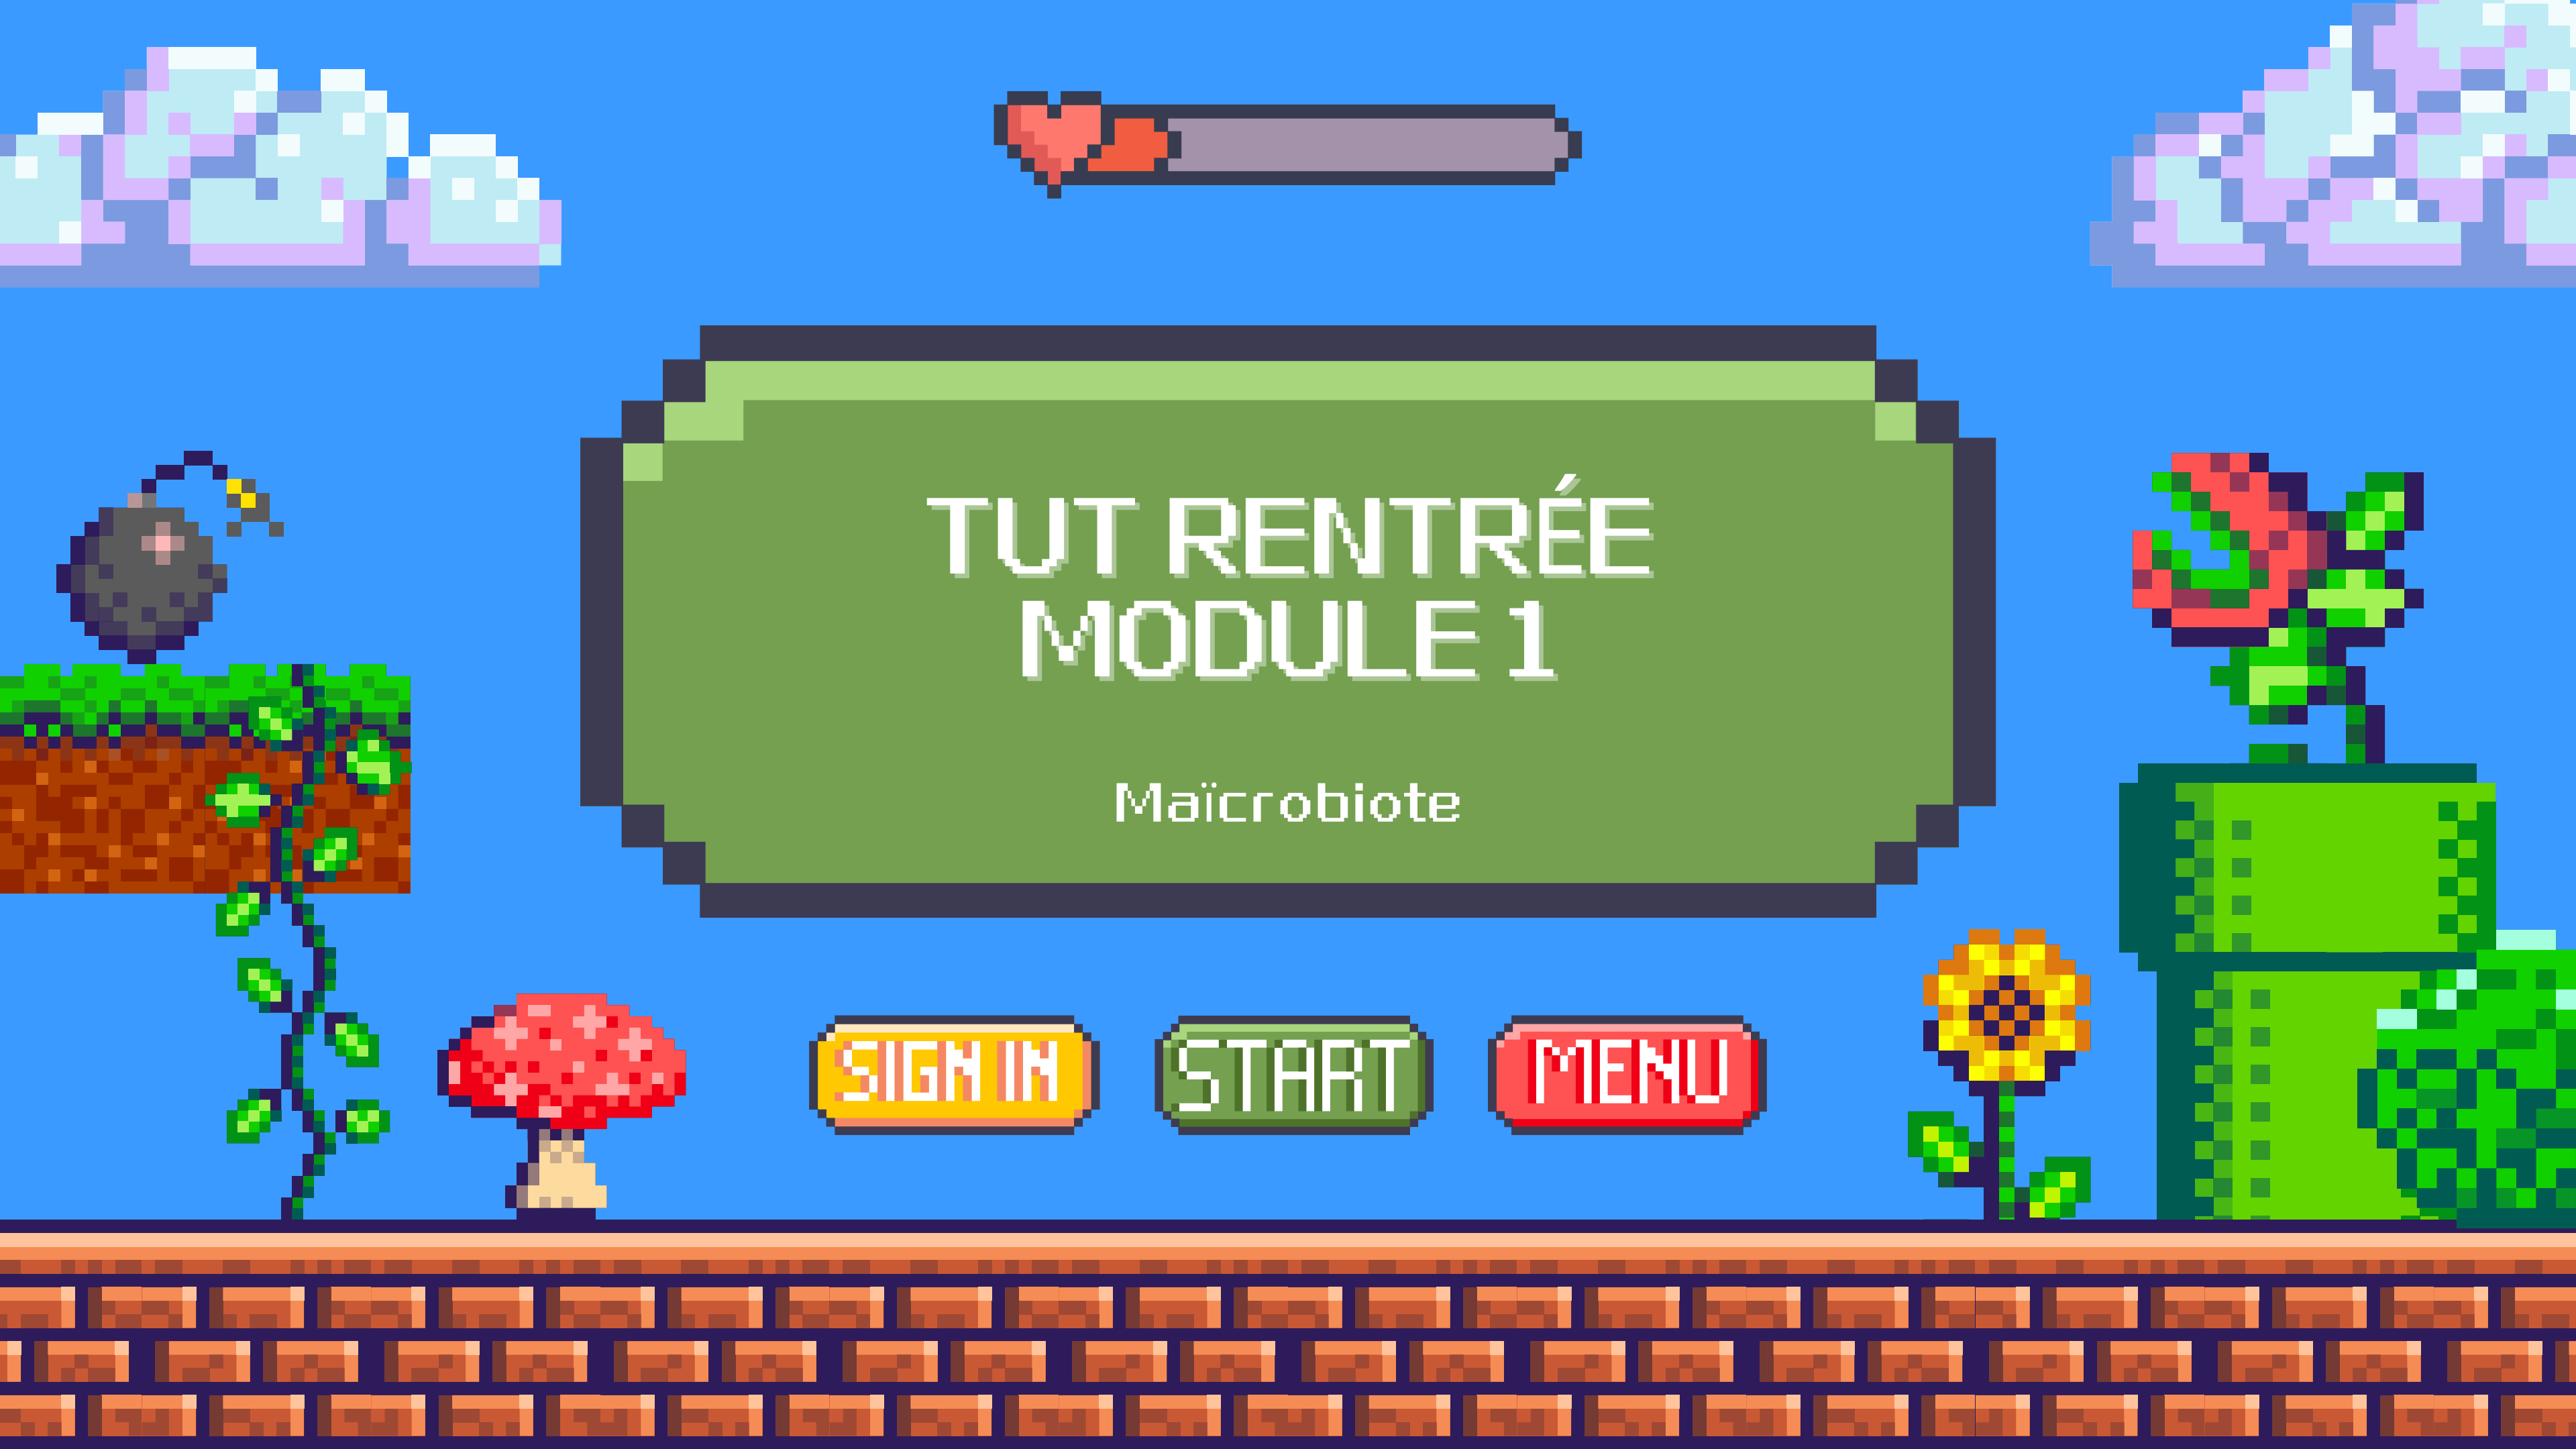 TUT RENTRÉE
MODULE 1
Maïcrobiote
SIGN IN
START
MENU